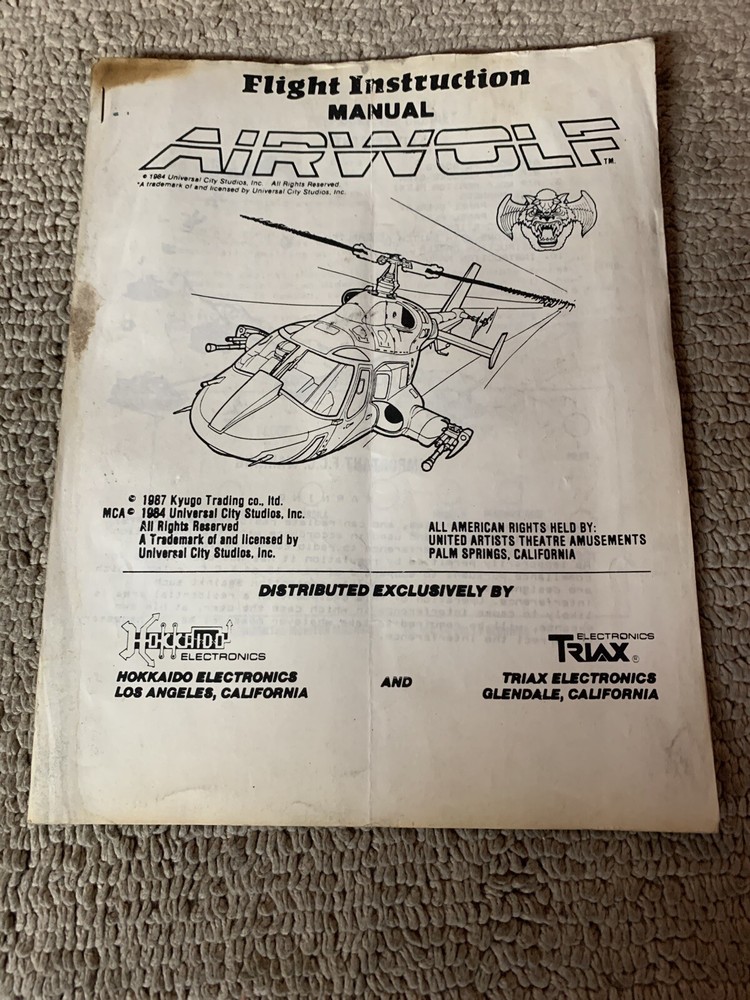 Flight Instruction
MANUAL
AIRWOLF TM.
© 1984 Universal City Studios, Inc. All Rights Reserved.
*A trademark of and licensed by Universal City Studios, Inc.
© 1987 Kyugo Trading co., ltd.
MCA © 1984 Universal City Studios, Inc.
All Rights Reserved
A Trademark of and licensed by
Universal City Studios, Inc.
ALL AMERICAN RIGHTS HELD BY:
UNITED ARTISTS THEATRE AMUSEMENTS
PALM SPRINGS, CALIFORNIA
DISTRIBUTED EXCLUSIVELY BY
HOKKAIDO
ELECTRONICS
HOKKAIDO ELECTRONICS
LOS ANGELES, CALIFORNIA
AND
ELECTRONICS
TRIAX ®
TRIAX ELECTRONICS
GLENDALE, CALIFORNIA